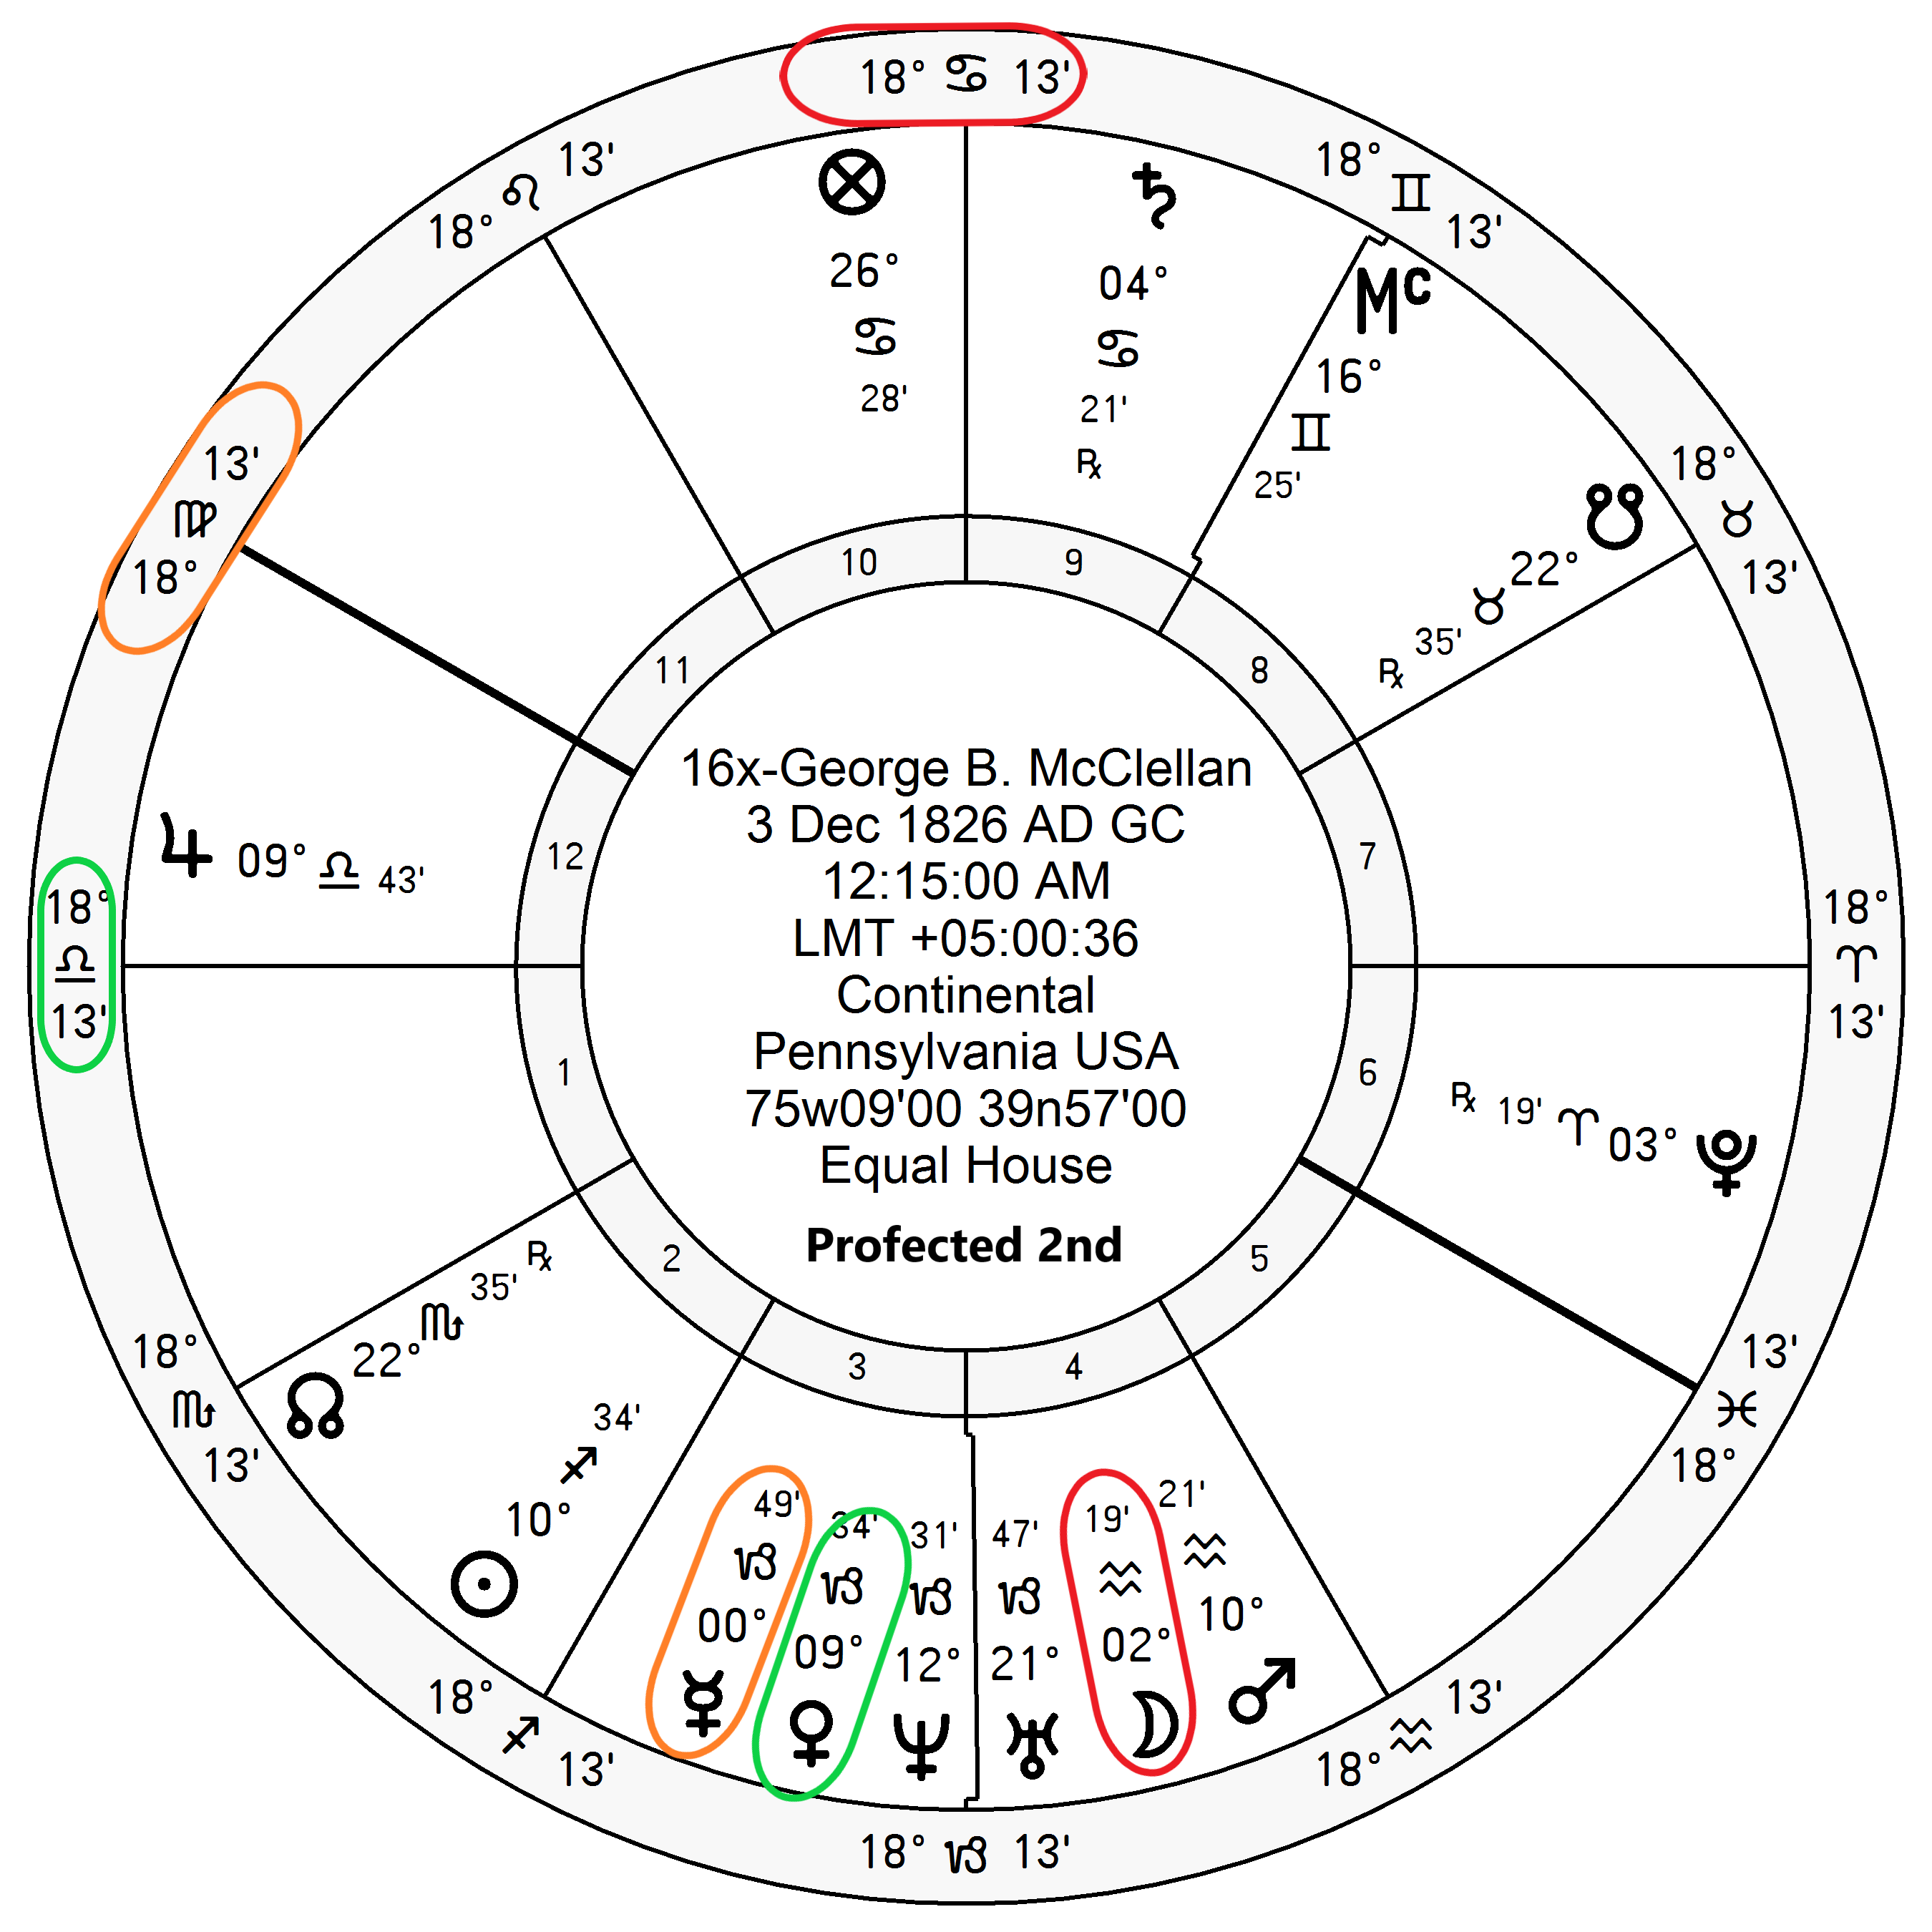 18° ♋ 13'
18° ♌ 13'
18° ♊ 13'
⊗ 26° ♋ 28'
♄ 04° ♋ 21' ℞
Mc 16° ♊ 25'
18° ♍ 13'
18° ♉ 13'
☋ 22° ♉ 35' ℞
10
9
11
8
12
7
1
6
2
5
3
4
♃ 09° ♎ 43'
18° ♎ 13'
18° ♈ 13'
16x-George B. McClellan
3 Dec 1826 AD GC
12:15:00 AM
LMT +05:00:36
Continental
Pennsylvania USA
75w09'00 39n57'00
Equal House
Profected 2nd
♇ 03° ♈ 19' ℞
☊ 22° ♏ 35' ℞
18° ♏ 13'
18° ♓ 13'
☉ 10° ♐ 34'
☿ 00° ♑ 49'
♀ 09° ♑ 34'
♆ 12° ♑ 31'
♅ 21° ♑ 47'
☽ 02° ♒ 19'
♂ 10° ♒ 21'
18° ♐ 13'
18° ♒ 13'
18° ♑ 13'